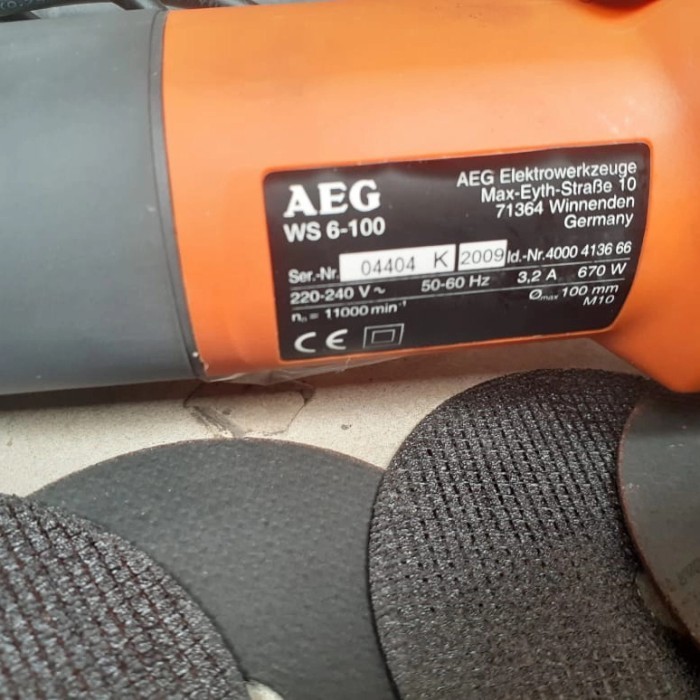 AEG
WS 6-100
AEG Elektrowerkzeuge
Max-Eyth-Straße 10
71364 Winnenden
Germany
Ser.-Nr. 04404 K 2009 Id.-Nr. 4000 4136 66
220-240 V ~ 50-60 Hz 3,2 A 670 W
n₀ = 11000 min⁻¹ Ømax 100 mm
M10
CE